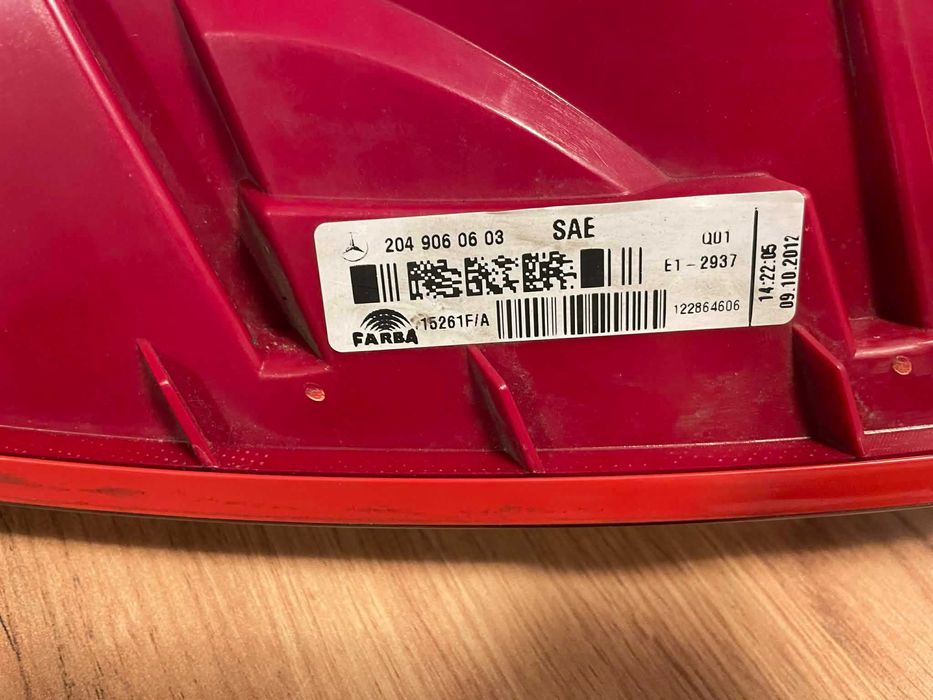 204 906 06 03 SAE QU1
E1-2937
FARBA 15261F/A 122864606
14:22:05
09.10.2012